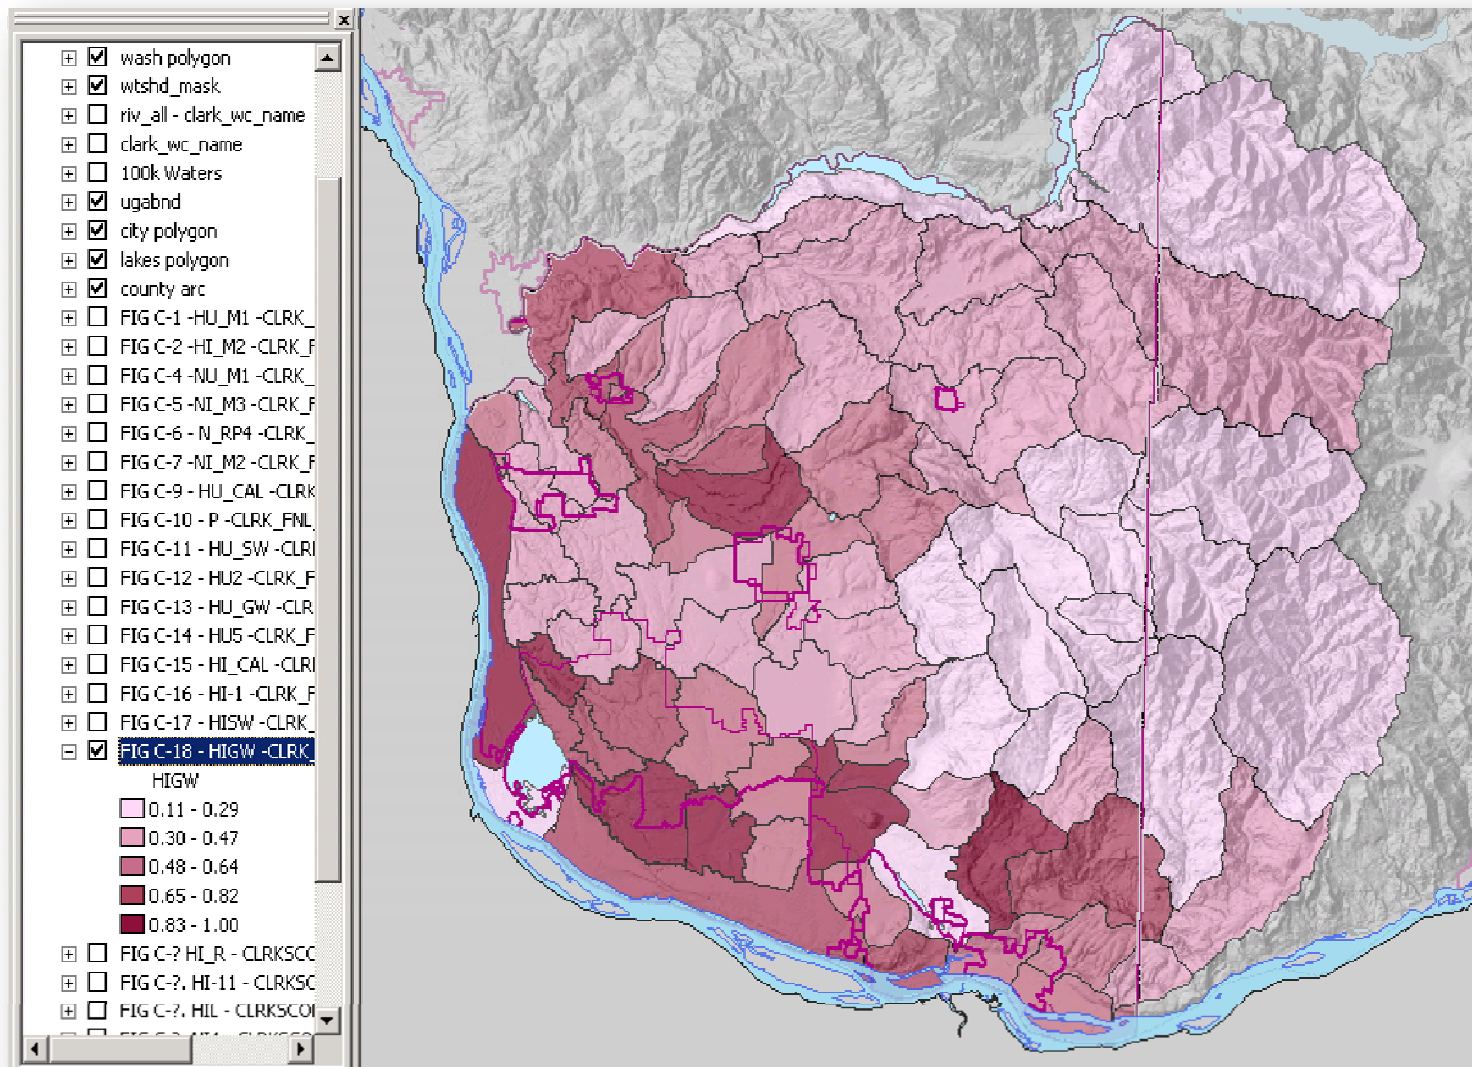 wash polygon
wtshd_mask
riv_all - clark_wc_name
clark_wc_name
100k Waters
ugabnd
city polygon
lakes polygon
county arc
FIG C-1 -HU_M1 -CLRK_
FIG C-2 -HI_M2 -CLRK_F
FIG C-4 -NU_M1 -CLRK_
FIG C-5 -NI_M3 -CLRK_F
FIG C-6 - N_RP4 -CLRK_
FIG C-7 -NI_M2 -CLRK_F
FIG C-9 - HU_CAL -CLRK
FIG C-10 - P -CLRK_FNL_
FIG C-11 - HU_SW -CLRI
FIG C-12 - HU2 -CLRK_F
FIG C-13 - HU_GW -CLR
FIG C-14 - HU5 -CLRK_F
FIG C-15 - HI_CAL -CLRI
FIG C-16 - HI-1 -CLRK_F
FIG C-17 - HISW -CLRK_
FIG C-18 - HIGW -CLRK_
HIGW
0.11 - 0.29
0.30 - 0.47
0.48 - 0.64
0.65 - 0.82
0.83 - 1.00
FIG C-? HI_R - CLRKSCC
FIG C-?. HI-11 - CLRKSC
FIG C-?. HIL - CLRKSCOI